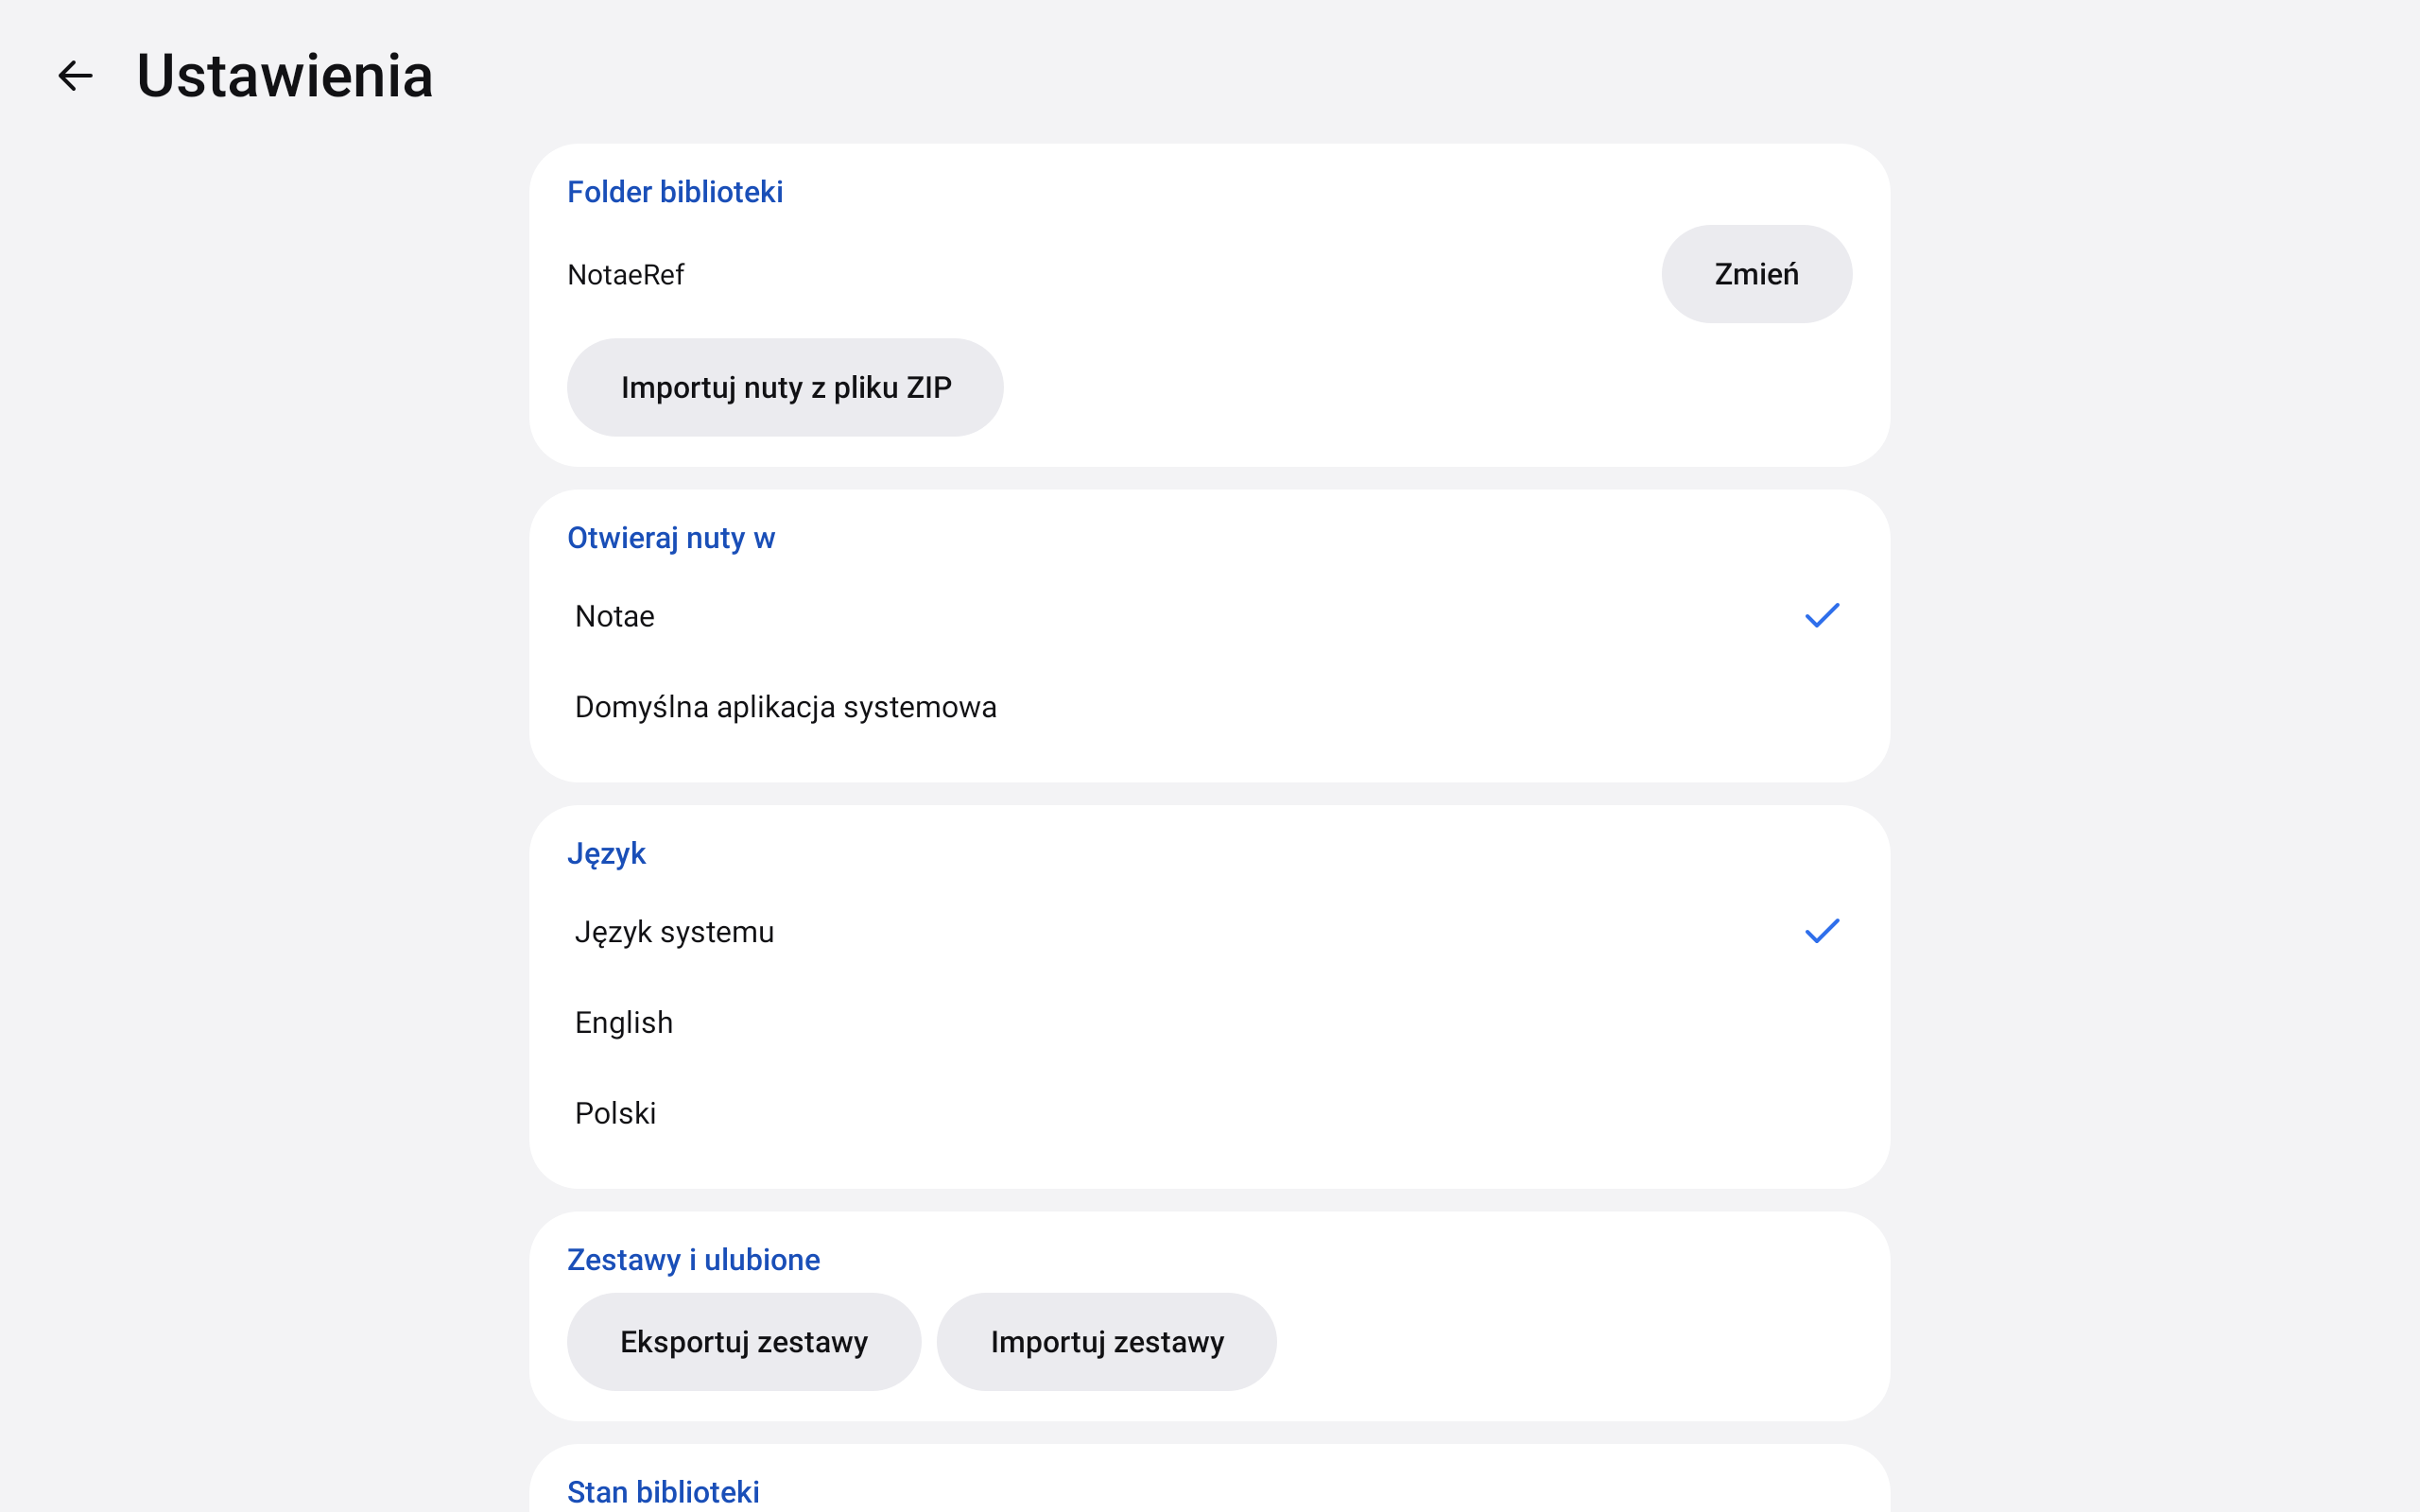 Ustawienia
Folder biblioteki
NotaeRef
Zmień
Importuj nuty z pliku ZIP
Otwieraj nuty w
Notae
Domyślna aplikacja systemowa
Język
Język systemu
English
Polski
Zestawy i ulubione
Eksportuj zestawy
Importuj zestawy
Stan biblioteki